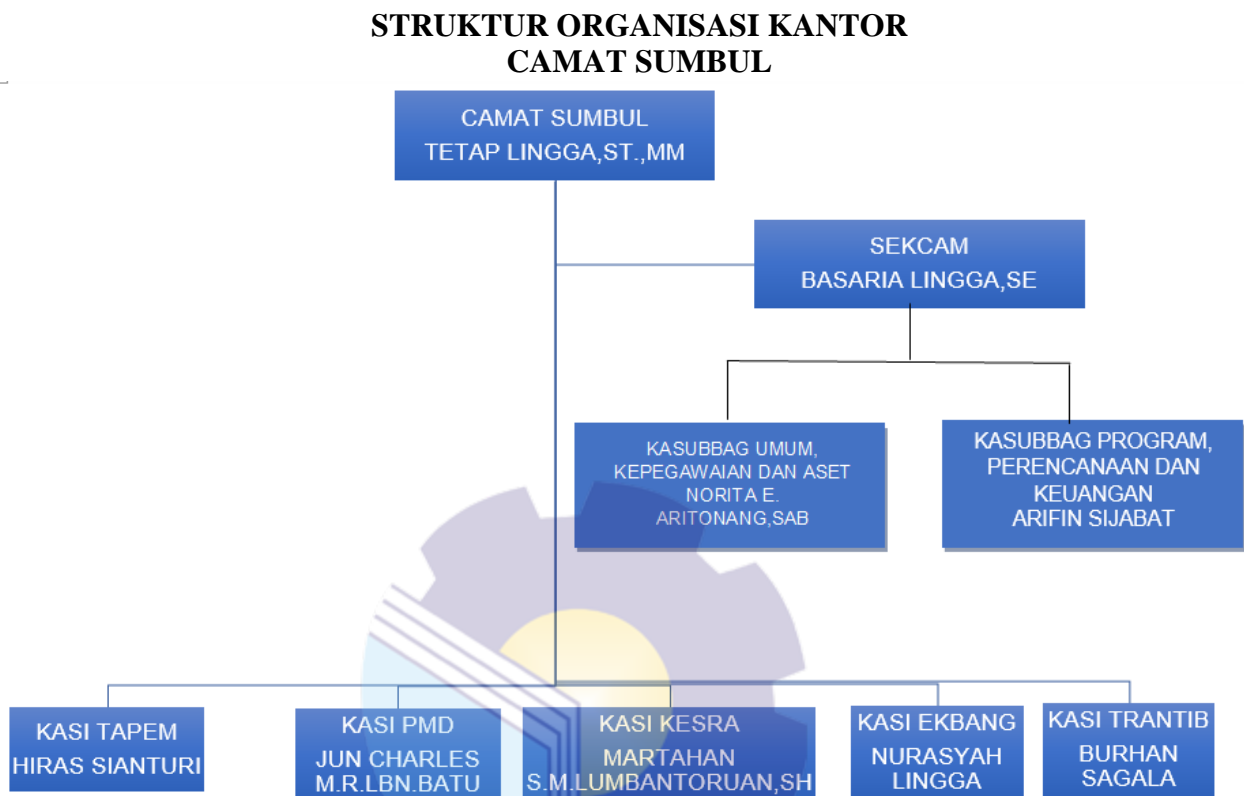 STRUKTUR ORGANISASI KANTOR
CAMAT SUMBUL
CAMAT SUMBUL
TETAP LINGGA,ST.,MM
SEKCAM
BASARIA LINGGA,SE
KASUBBAG UMUM,
KEPEGAWAIAN DAN ASET
NORITA E.
ARITONANG,SAB
KASUBBAG PROGRAM,
PERENCANAAN DAN
KEUANGAN
ARIFIN SIJABAT
KASI TAPEM
HIRAS SIANTURI
KASI PMD
JUN CHARLES
M.R.LBN.BATU
KASI KESRA
MARTAHAN
S.M.LUMBANTORUAN,SH
KASI EKBANG
NURASYAH
LINGGA
KASI TRANTIB
BURHAN
SAGALA